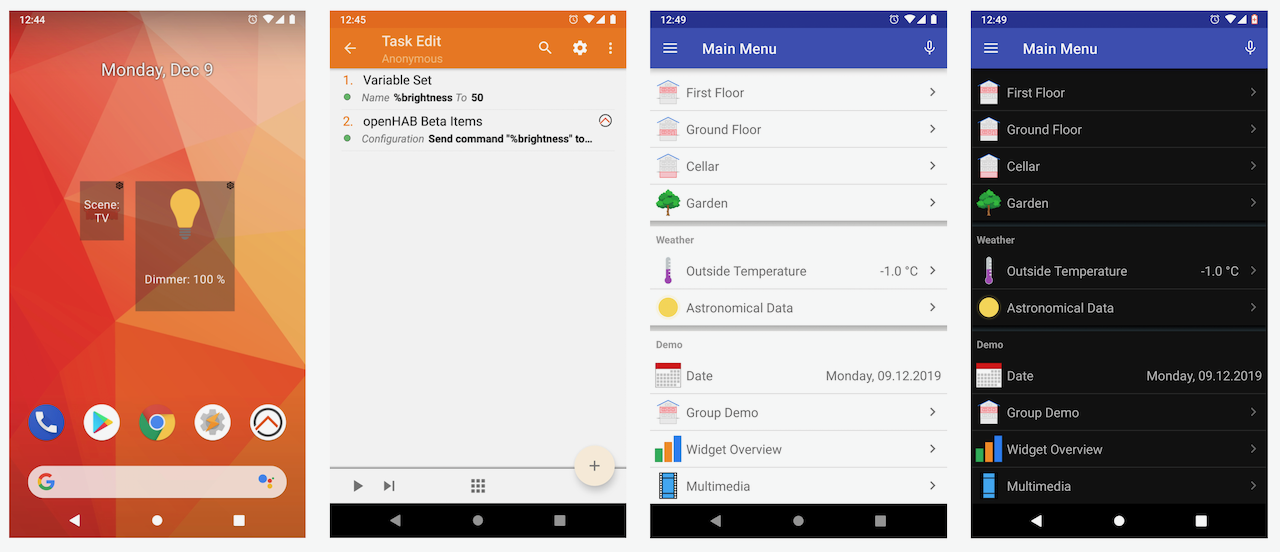 12:44
Monday, Dec 9
Scene:
TV
Dimmer: 100 %
12:45
Task Edit
Anonymous
1. Variable Set
Name %brightness To 50
2. openHAB Beta Items
Configuration Send command "%brightness" to...
12:49
Main Menu
First Floor
Ground Floor
Cellar
Garden
Weather
Outside Temperature -1.0 °C
Astronomical Data
Demo
Date Monday, 09.12.2019
Group Demo
Widget Overview
Multimedia
12:49
Main Menu
First Floor
Ground Floor
Cellar
Garden
Weather
Outside Temperature -1.0 °C
Astronomical Data
Demo
Date Monday, 09.12.2019
Group Demo
Widget Overview
Multimedia